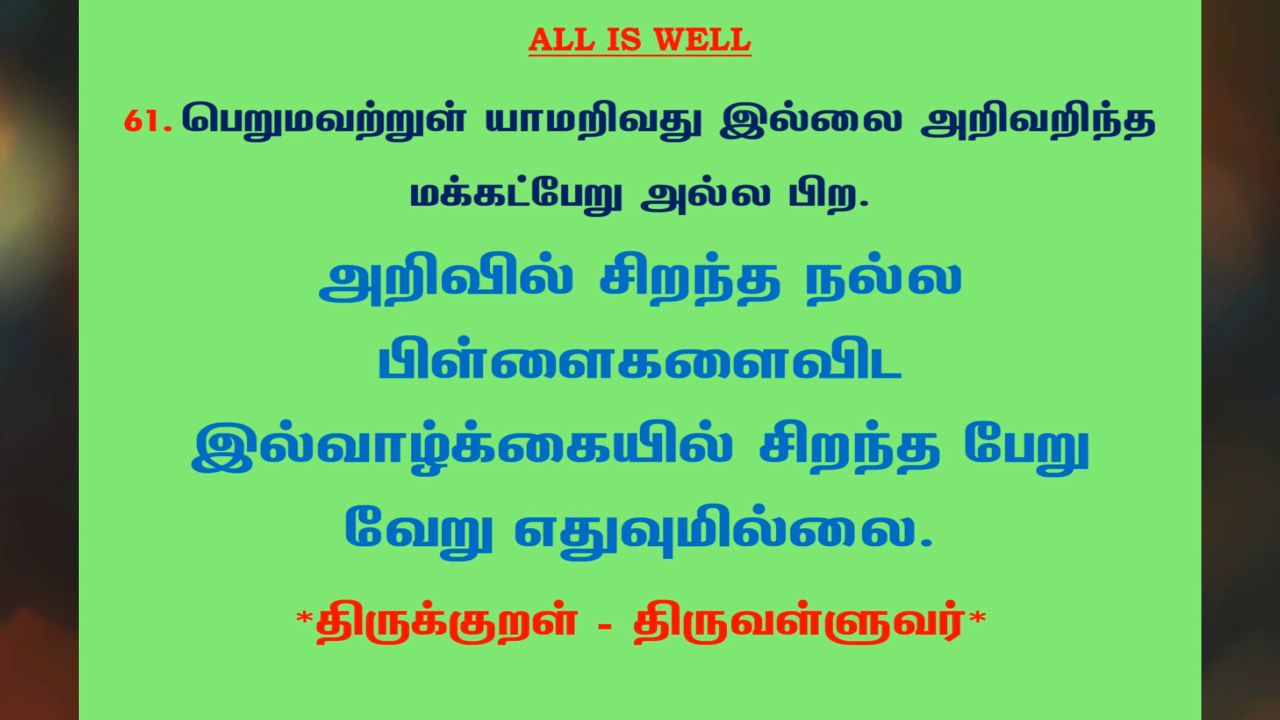 ALL IS WELL
61. பெறுமவற்றுள் யாமறிவது இல்லை அறிவறிந்த
மக்கட்பேறு அல்ல பிற.
அறிவில் சிறந்த நல்ல
பிள்ளைகளைவிட
இல்வாழ்க்கையில் சிறந்த பேறு
வேறு எதுவுமில்லை.
*திருக்குறள் - திருவள்ளுவர்*